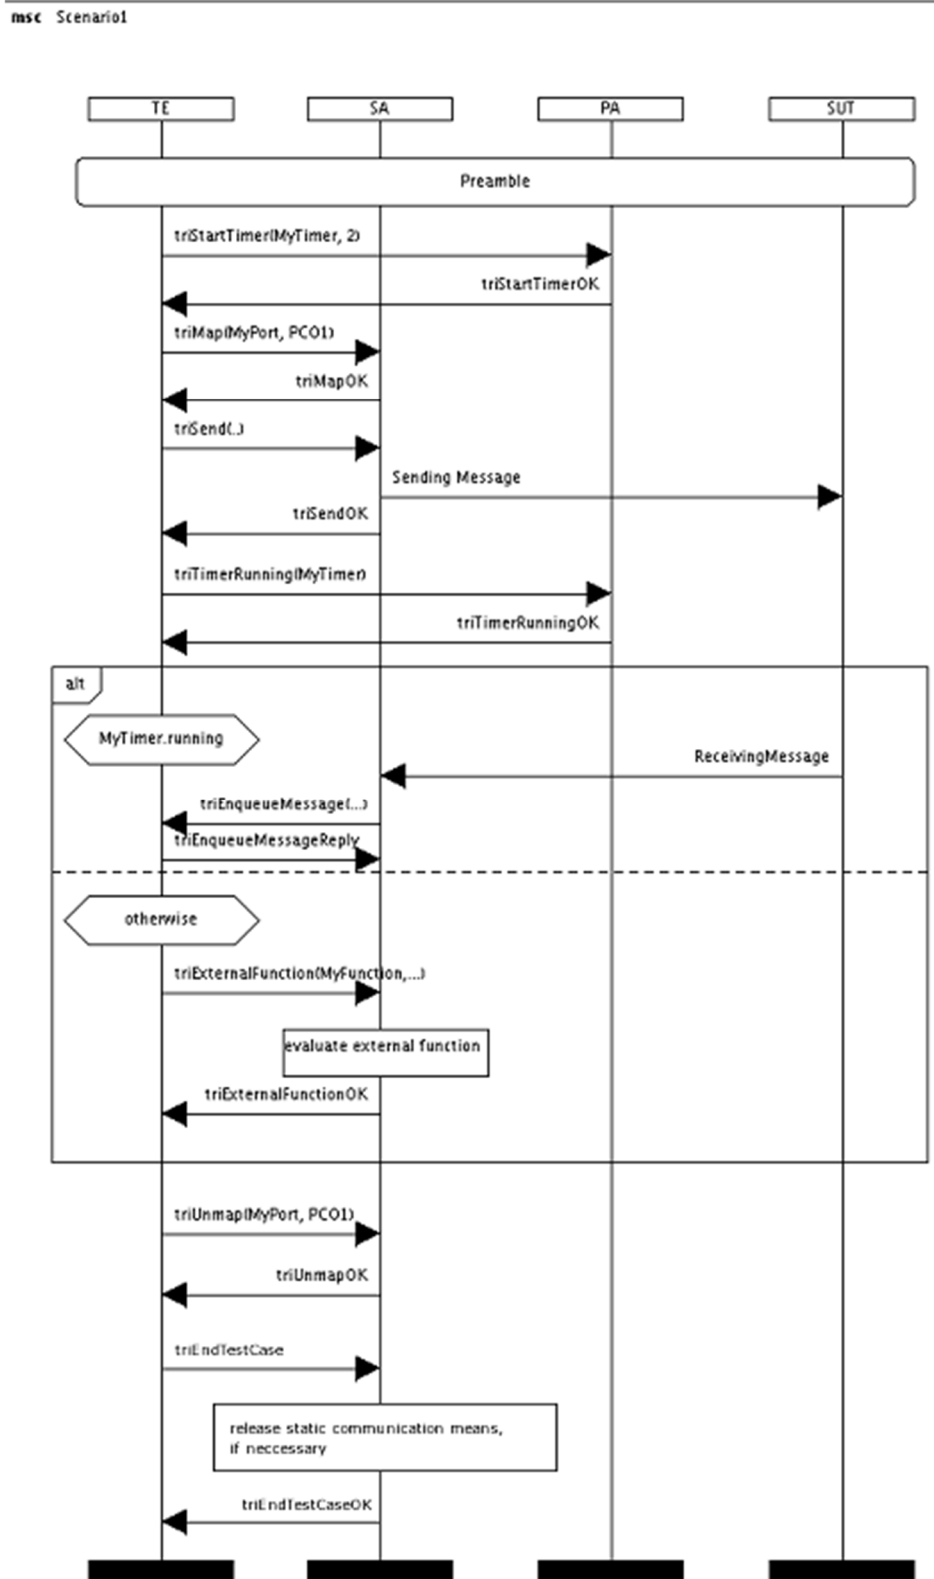 msc Scenario1
TE SA PA SUT
Preamble
triStartTimer(MyTimer, 2)
triStartTimerOK
triMap(MyPort, PCO1)
triMapOK
triSend(..)
Sending Message
triSendOK
triTimerRunning(MyTimer)
triTimerRunningOK
alt
MyTimer.running
ReceivingMessage
triEnqueueMessage(...)
triEnqueueMessageReply
otherwise
triExternalFunction(MyFunction,...)
evaluate external function
triExternalFunctionOK
triUnmap(MyPort, PCO1)
triUnmapOK
triEndTestCase
release static communication means,
if neccessary
triEndTestCaseOK